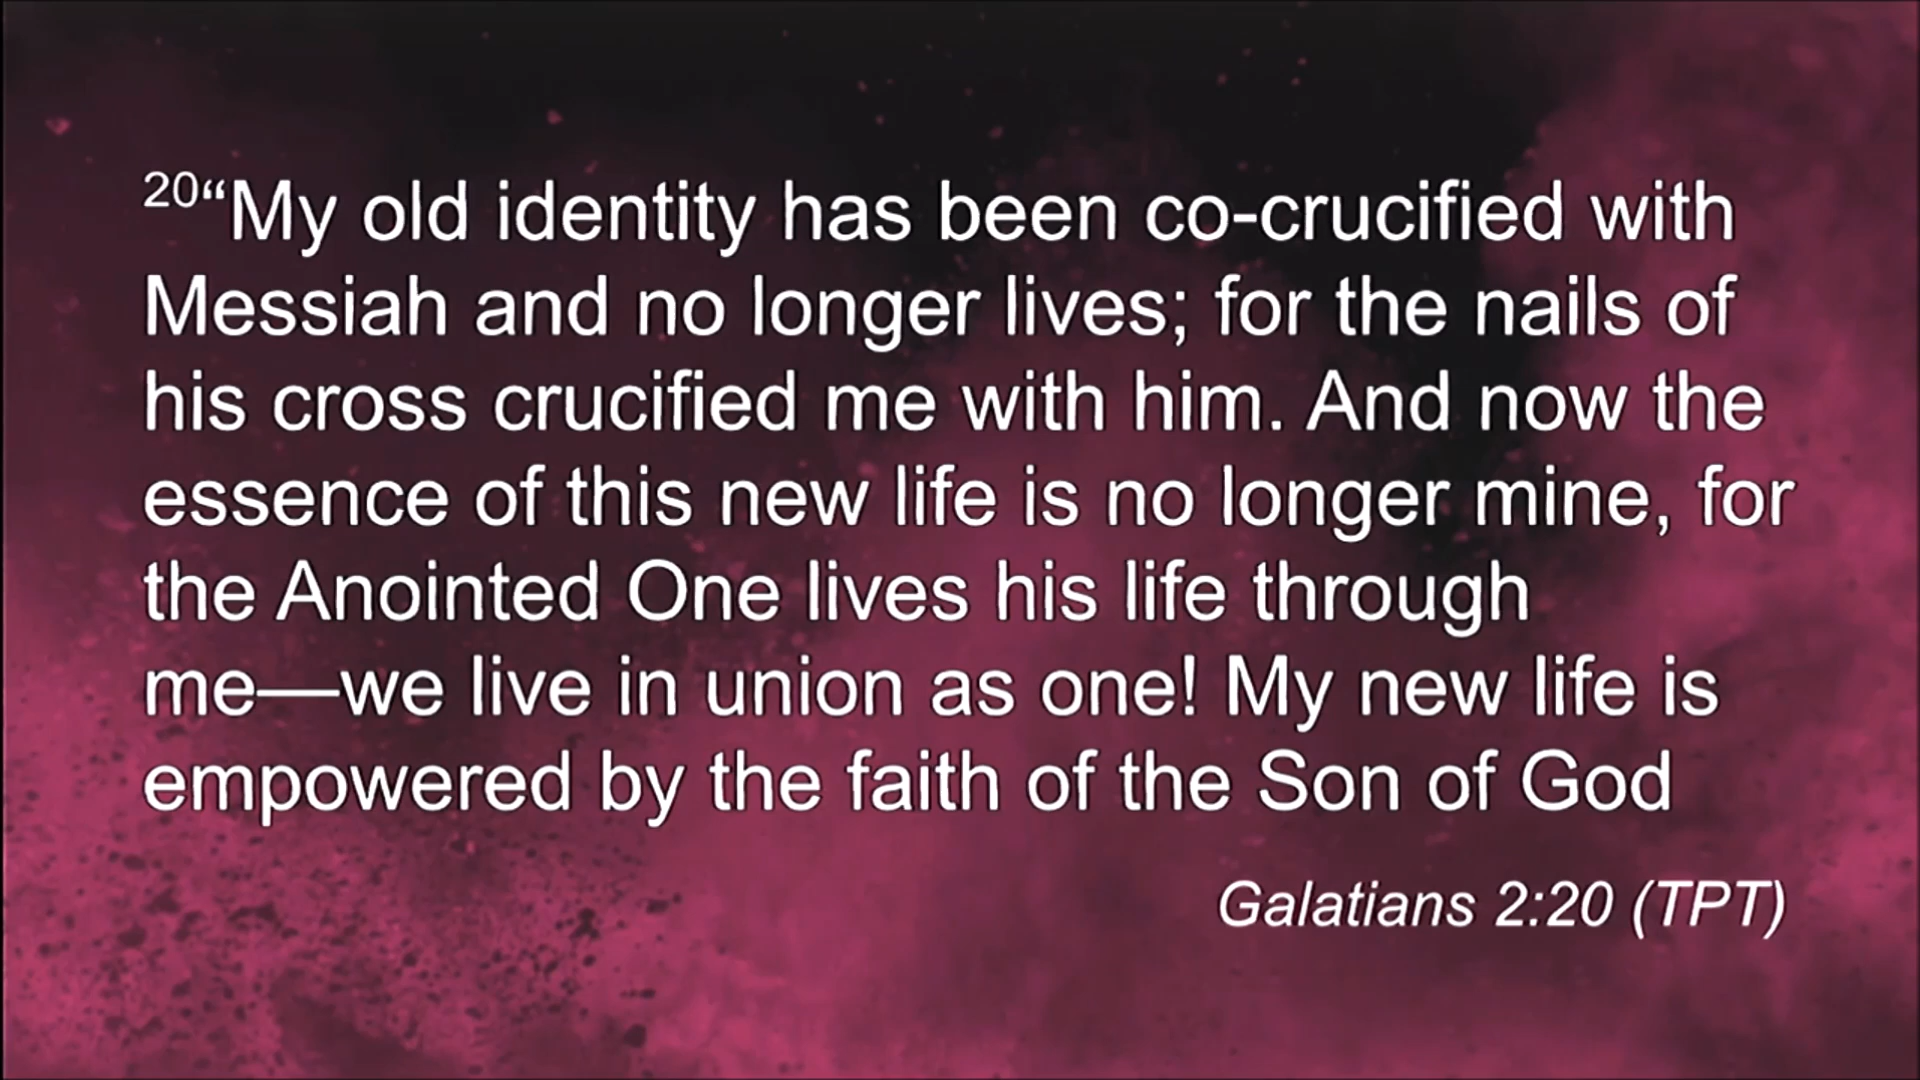 20“My old identity has been co-crucified with
Messiah and no longer lives; for the nails of
his cross crucified me with him. And now the
essence of this new life is no longer mine, for
the Anointed One lives his life through
me—we live in union as one! My new life is
empowered by the faith of the Son of God
Galatians 2:20 (TPT)